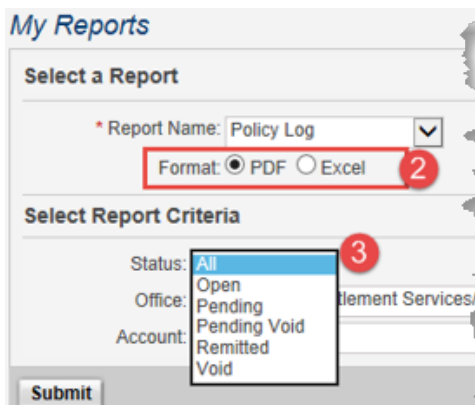 My Reports
Select a Report
* Report Name: Policy Log
Format: PDF Excel
2
Select Report Criteria
3
Status: All
Open
Office: Pending tlement Services/
Pending Void
Account: Remitted
Void
Submit